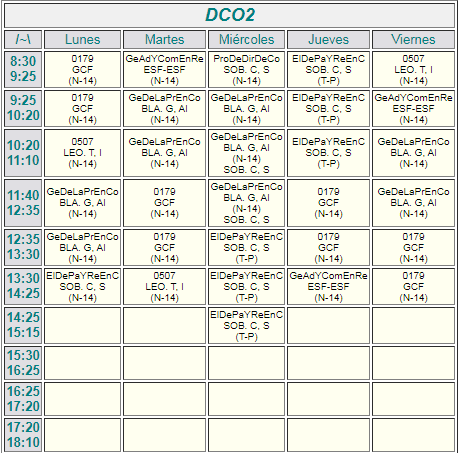 DCO2
/~\ Lunes Martes Miércoles Jueves Viernes
8:30 0179 GeAdYComEnRe ProDeDirDeCo ElDePaYReEnC 0507
9:25 GCF ESF-ESF SOB. C, S SOB. C, S LEO. T, I
(N-14) (N-14) (N-14) (T-P) (N-14)
9:25 0179 GeDeLaPrEnCo GeDeLaPrEnCo ElDePaYReEnC GeAdYComEnRe
10:20 GCF BLA. G, AI BLA. G, AI SOB. C, S ESF-ESF
(N-14) (N-14) (N-14) (T-P) (N-14)
10:20 0507 GeDeLaPrEnCo GeDeLaPrEnCo ElDePaYReEnC GeDeLaPrEnCo
11:10 LEO. T, I BLA. G, AI BLA. G, AI SOB. C, S BLA. G, AI
(N-14) (N-14) (N-14) (T-P) (N-14)
SOB. C, S
11:40 GeDeLaPrEnCo 0179 GeDeLaPrEnCo 0179 GeDeLaPrEnCo
12:35 BLA. G, AI GCF BLA. G, AI GCF BLA. G, AI
(N-14) (N-14) (N-14) (N-14) (N-14)
SOB. C, S
12:35 GeDeLaPrEnCo 0179 ElDePaYReEnC 0179 0179
13:30 BLA. G, AI GCF SOB. C, S GCF GCF
(N-14) (N-14) (T-P) (N-14) (N-14)
13:30 ElDePaYReEnC 0507 ElDePaYReEnC GeAdYComEnRe 0179
14:25 SOB. C, S LEO. T, I SOB. C, S ESF-ESF GCF
(N-14) (N-14) (T-P) (N-14) (N-14)
14:25 ElDePaYReEnC
15:15 SOB. C, S
(T-P)
15:30
16:25
16:25
17:20
17:20
18:10